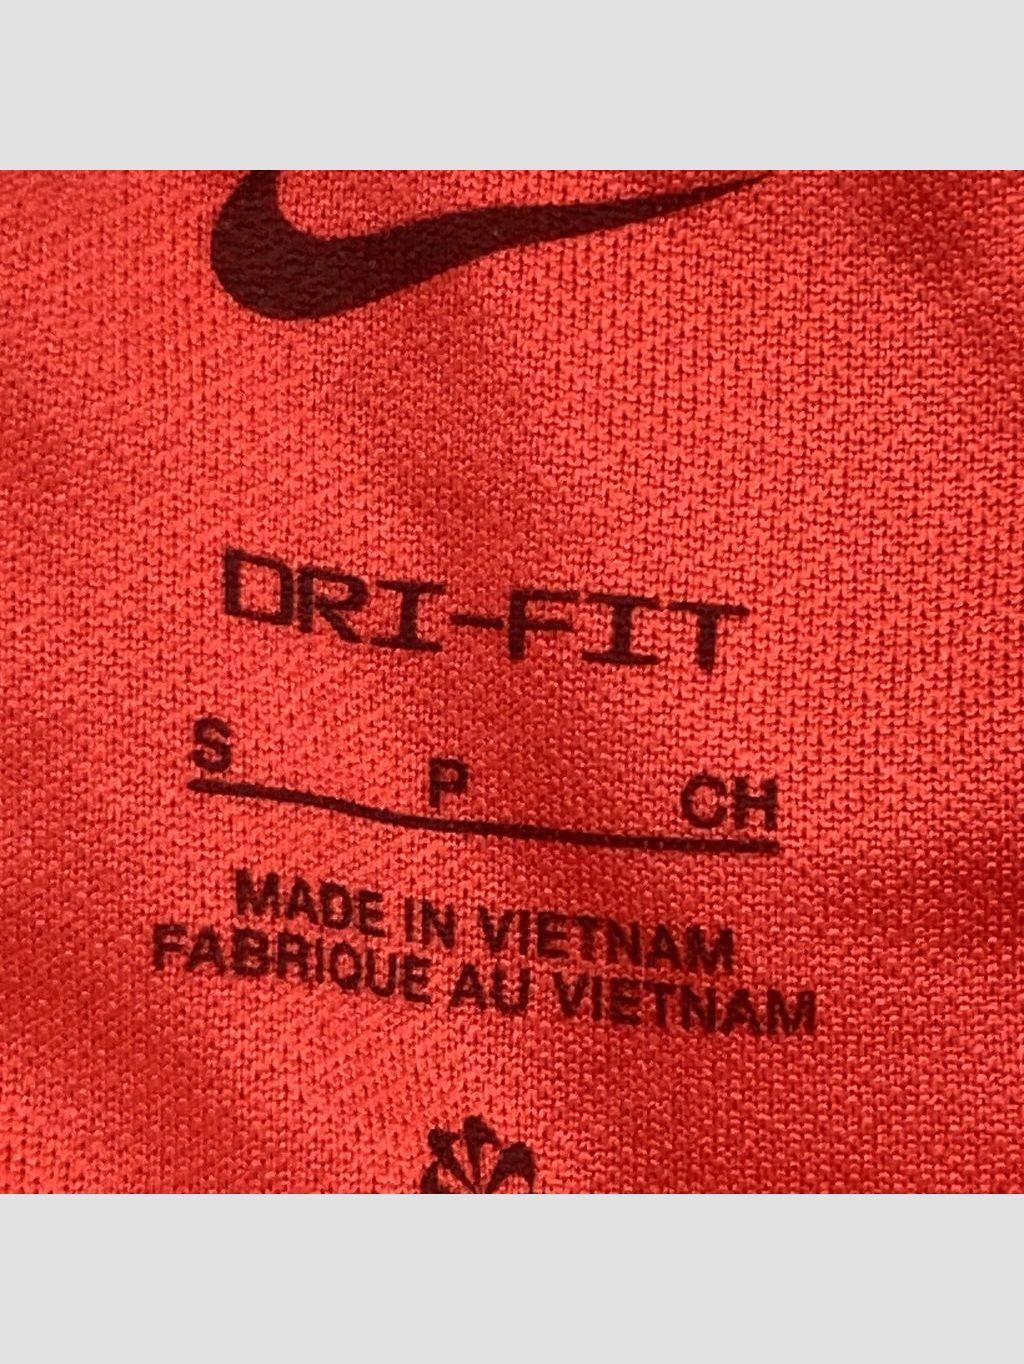 DRI-FIT
S P CH
MADE IN VIETNAM
FABRIQUE AU VIETNAM